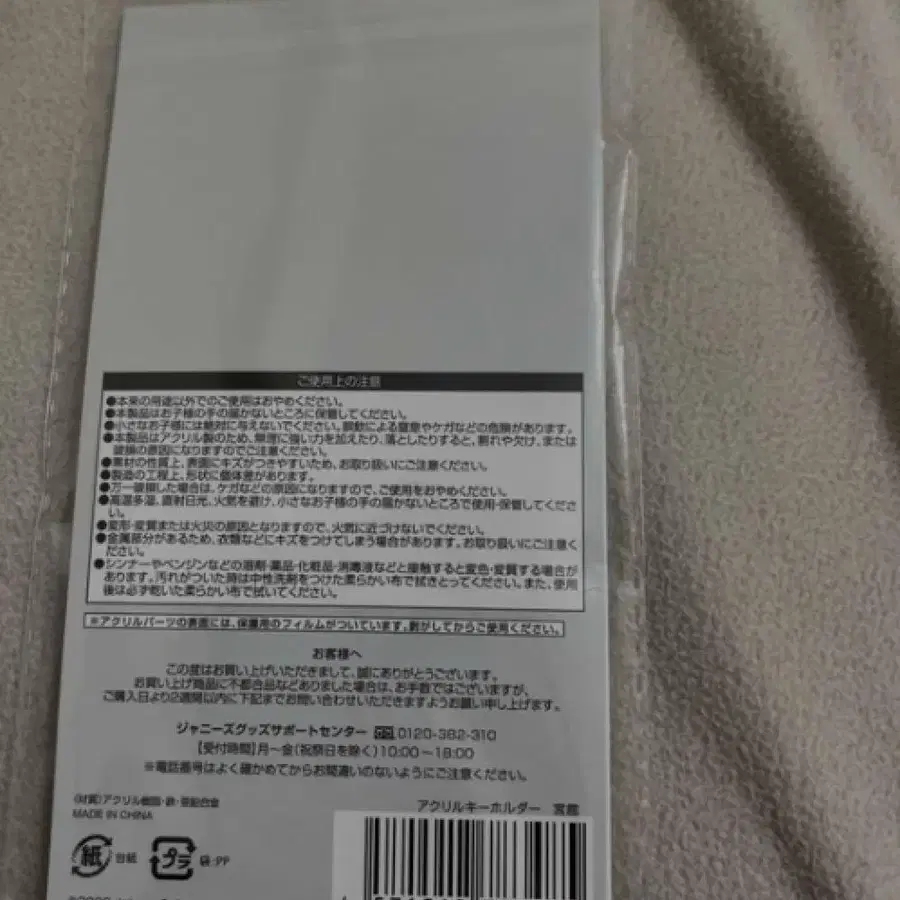 ご使用上の注意
●本来の用途以外でのご使用はおやめください。
●本製品はお子様の手の届かないところに保管してください。
●小さなお子様には絶対に与えないでください。誤飲による窒息やケガなどの危険があります。
●本製品はアクリル製のため、無理に強い力を加えたり、落としたりすると、割れや欠け、または
破損の原因になりますのでご注意ください。
●素材の性質上、表面にキズがつきやすいため、お取り扱いにご注意ください。
●製造の工程上、形状に個体差があります。
●万一破損した場合は、ケガなどの原因になりますので、ご使用をおやめください。
●高温多湿、直射日光、火気を避け、小さなお子様の手の届かないところで使用・保管してくだ
さい。
●変形・変質または火災の原因となりますので、火気に近づけないでください。
●金属部分があるため、衣類などにキズをつけてしまう場合があります。お取り扱いにご注意く
ださい。
●シンナーやベンジンなどの溶剤・薬品・化粧品・消毒液などと接触すると変色・変質する場合が
あります。汚れがついた時は中性洗剤をつけた柔らかい布で拭きとってください。また、使用
後は必ず乾いた柔らかい布で拭いてください。
※アクリルパーツの表面には、保護用のフィルムがついています。剥がしてからご使用ください。
お客様へ
この度はお買い上げいただきまして、誠にありがとうございます。
お買い上げ商品に不都合品などありました場合は、お手数ではございますが、
ご購入日より2週間以内に下記までお問い合わせいただきますようお願い申し上げます。
ジャニーズグッズサポートセンター 0120-382-310
【受付時間】月〜金(祝祭日を除く)10:00〜18:00
※電話番号はよく確かめてからお間違いのないようにご注意ください。
〈材質〉アクリル樹脂・鉄・亜鉛合金
MADE IN CHINA
アクリルキーホルダー 宮舘
紙 台紙 プラ 袋:PP